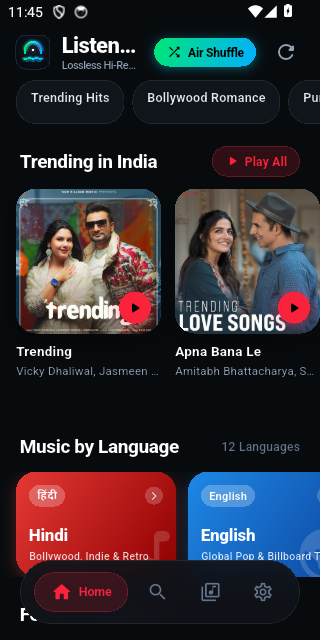 11:45
Listen...
Lossless Hi-Re...
Air Shuffle
Trending Hits
Bollywood Romance
Pu
Trending in India
Play All
trending
TRENDING
LOVE SONGS
Trending
Vicky Dhaliwal, Jasmeen ...
Apna Bana Le
Amitabh Bhattacharya, S...
Music by Language
12 Languages
हिंदी
English
Hindi
Bollywood, Indie & Retro
English
Global Pop & Billboard T
Home